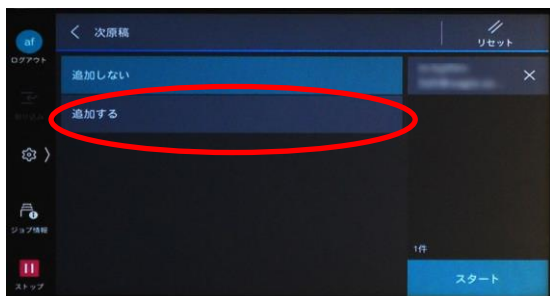 af
次原稿
リセット
ログアウト
追加しない
追加する
ジョブ情報
1件
ストップ
スタート